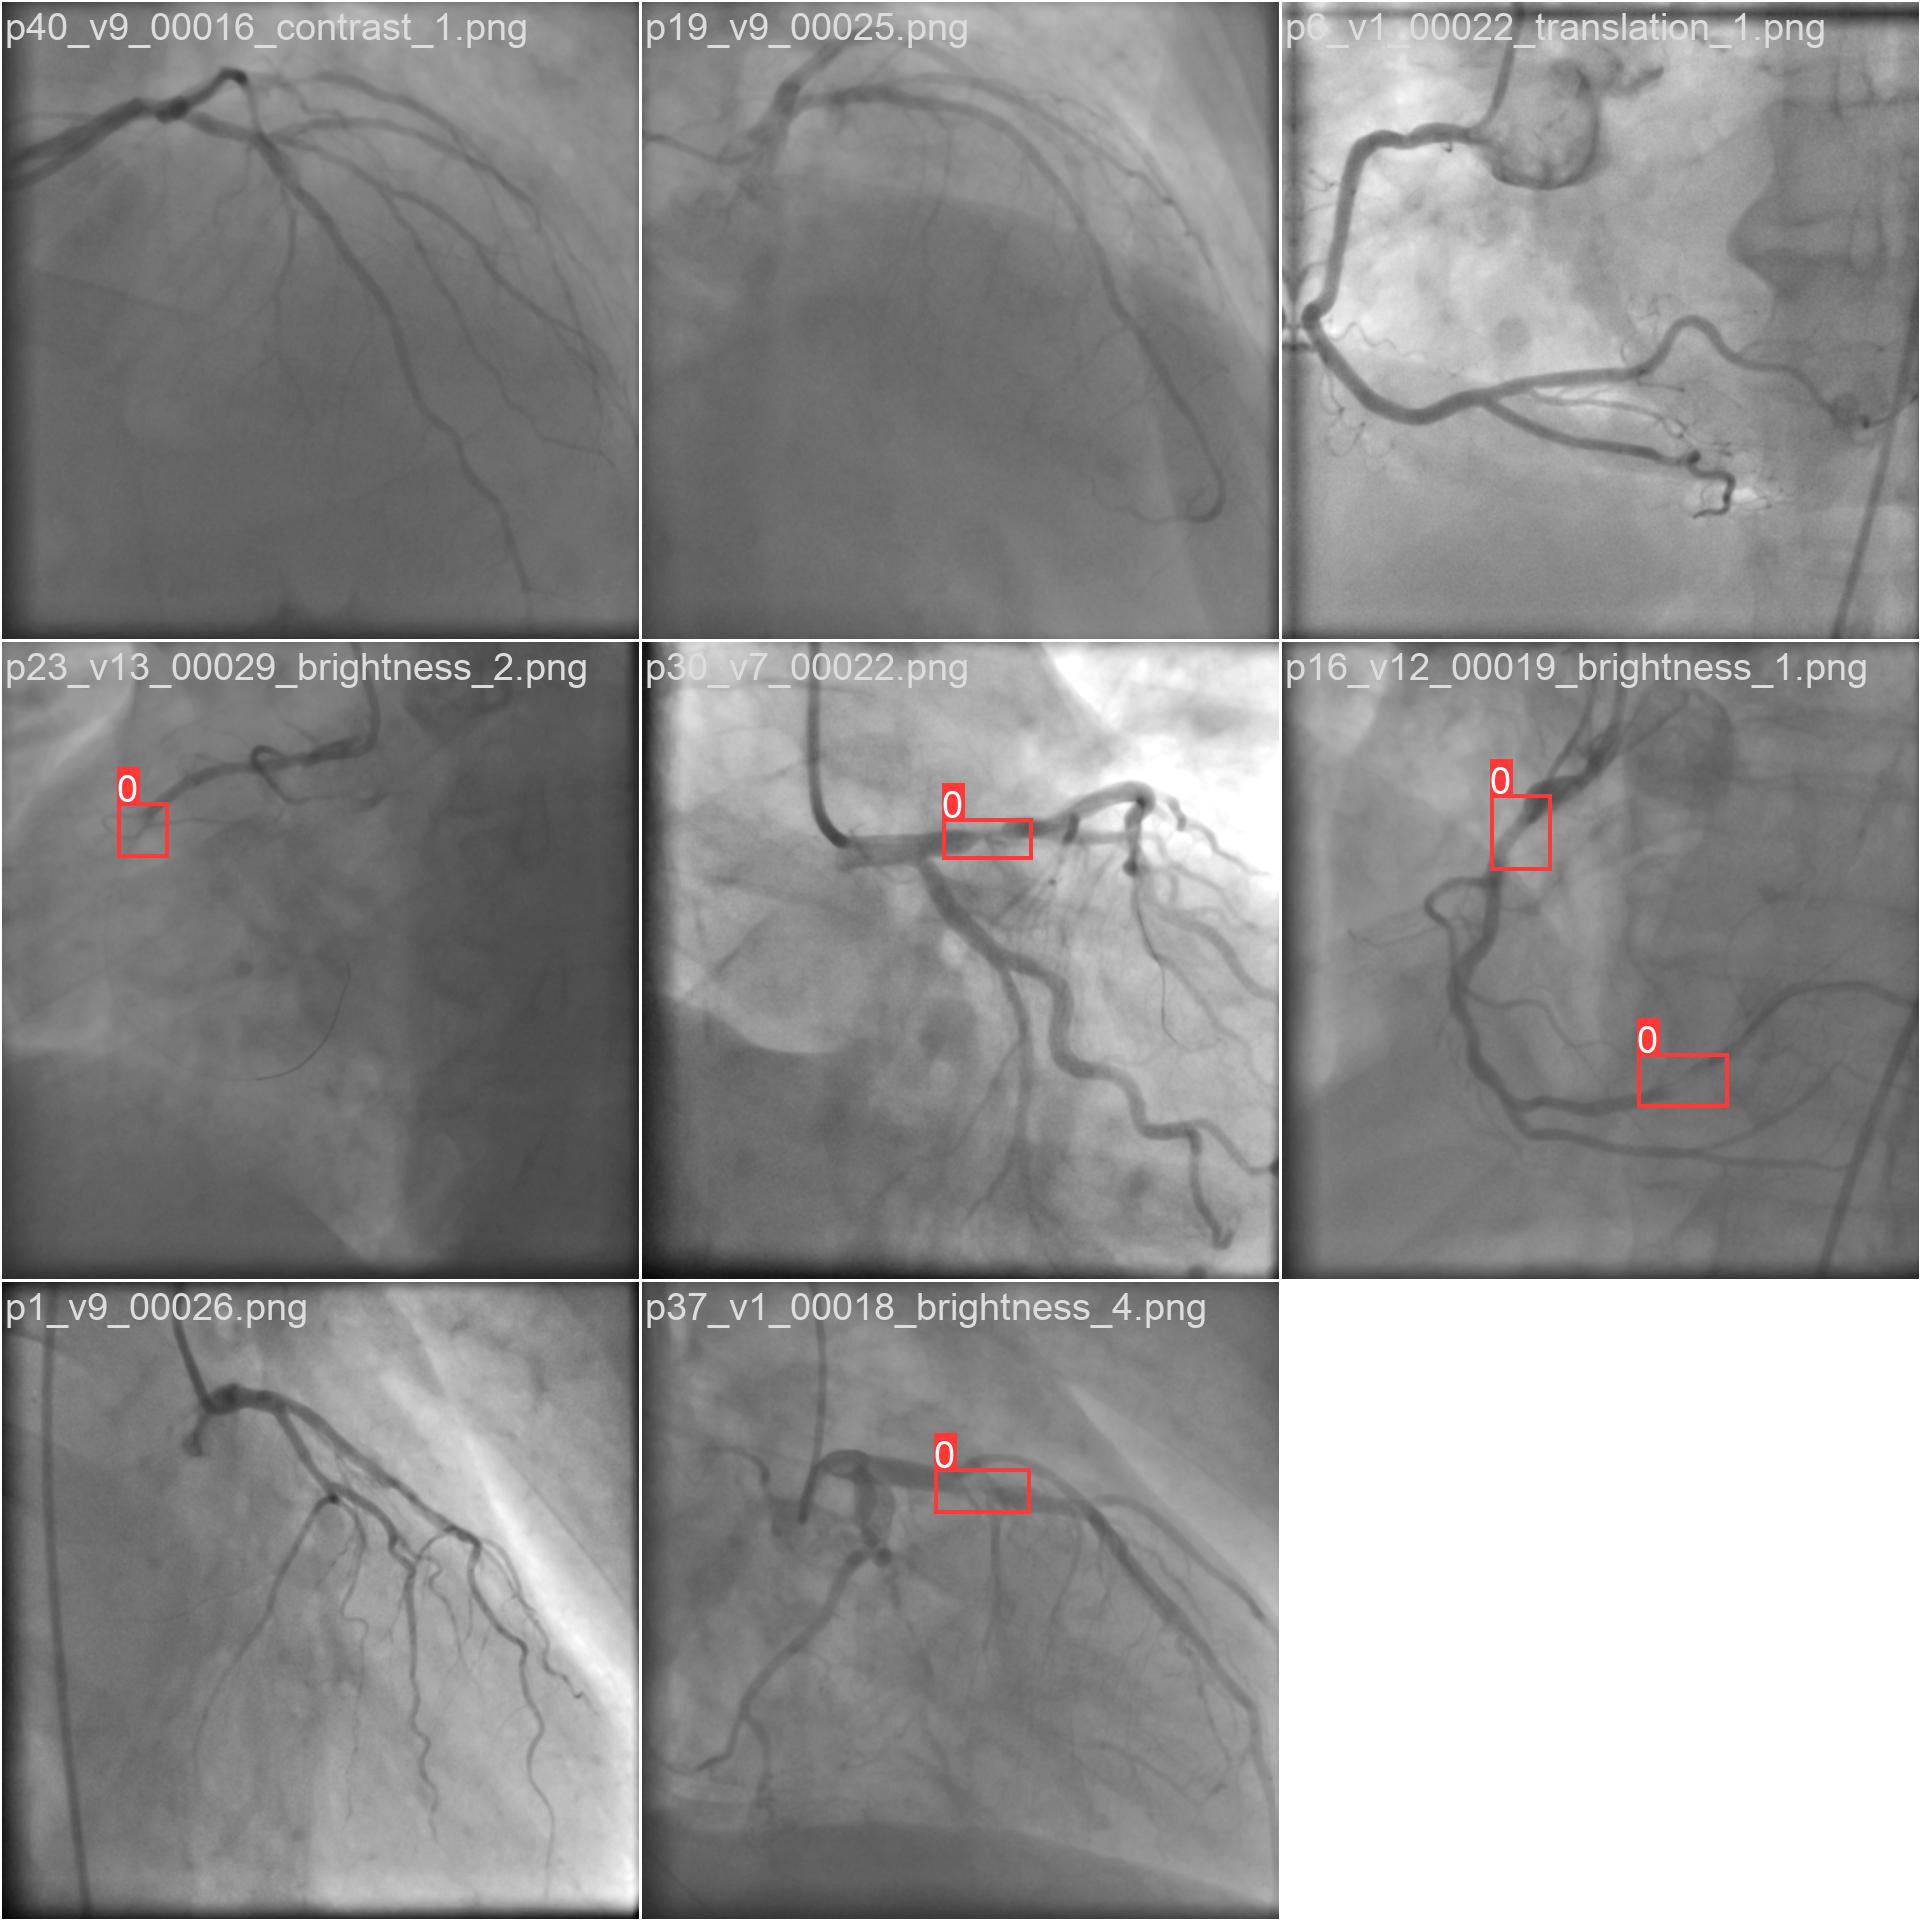 p40_v9_00016_contrast_1.png
p19_v9_00025.png
p6_v1_00022_translation_1.png
p23_v13_00029_brightness_2.png
0
p30_v7_00022.png
0
p16_v12_00019_brightness_1.png
0
0
p1_v9_00026.png
p37_v1_00018_brightness_4.png
0